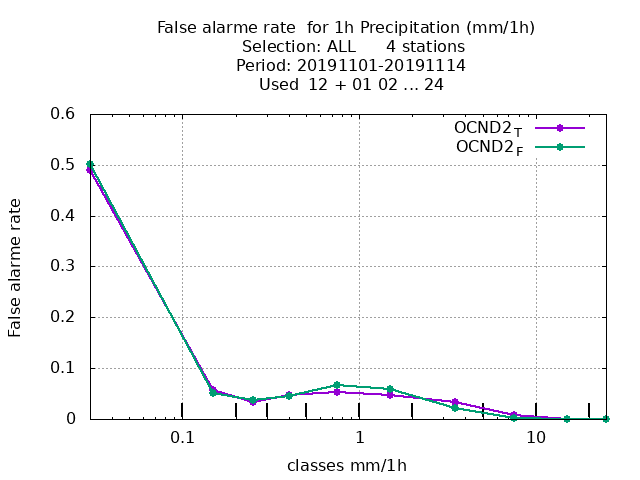 False alarme rate  for 1h Precipitation (mm/1h)
Selection: ALL      4 stations
Period: 20191101-20191114
Used  12 + 01 02 ... 24
OCND2T
OCND2F
0.6
0.5
0.4
0.3
0.2
0.1
0
False alarme rate
0.1
1
10
classes mm/1h